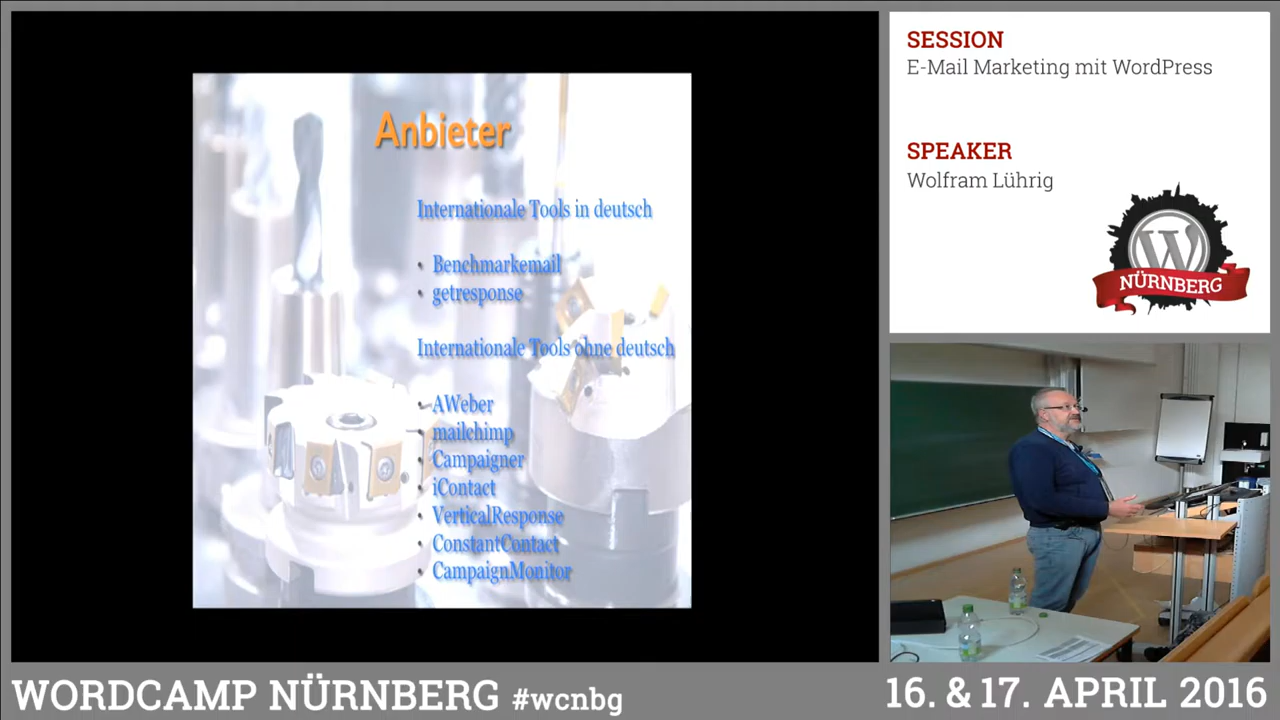 Anbieter
Internationale Tools in deutsch
• Benchmarkemail
• getresponse
Internationale Tools ohne deutsch
• AWeber
• mailchimp
• Campaigner
• iContact
• VerticalResponse
• ConstantContact
• CampaignMonitor
SESSION
E-Mail Marketing mit WordPress
SPEAKER
Wolfram Lührig
NÜRNBERG
WORDCAMP NÜRNBERG #wcnbg
16. & 17. APRIL 2016